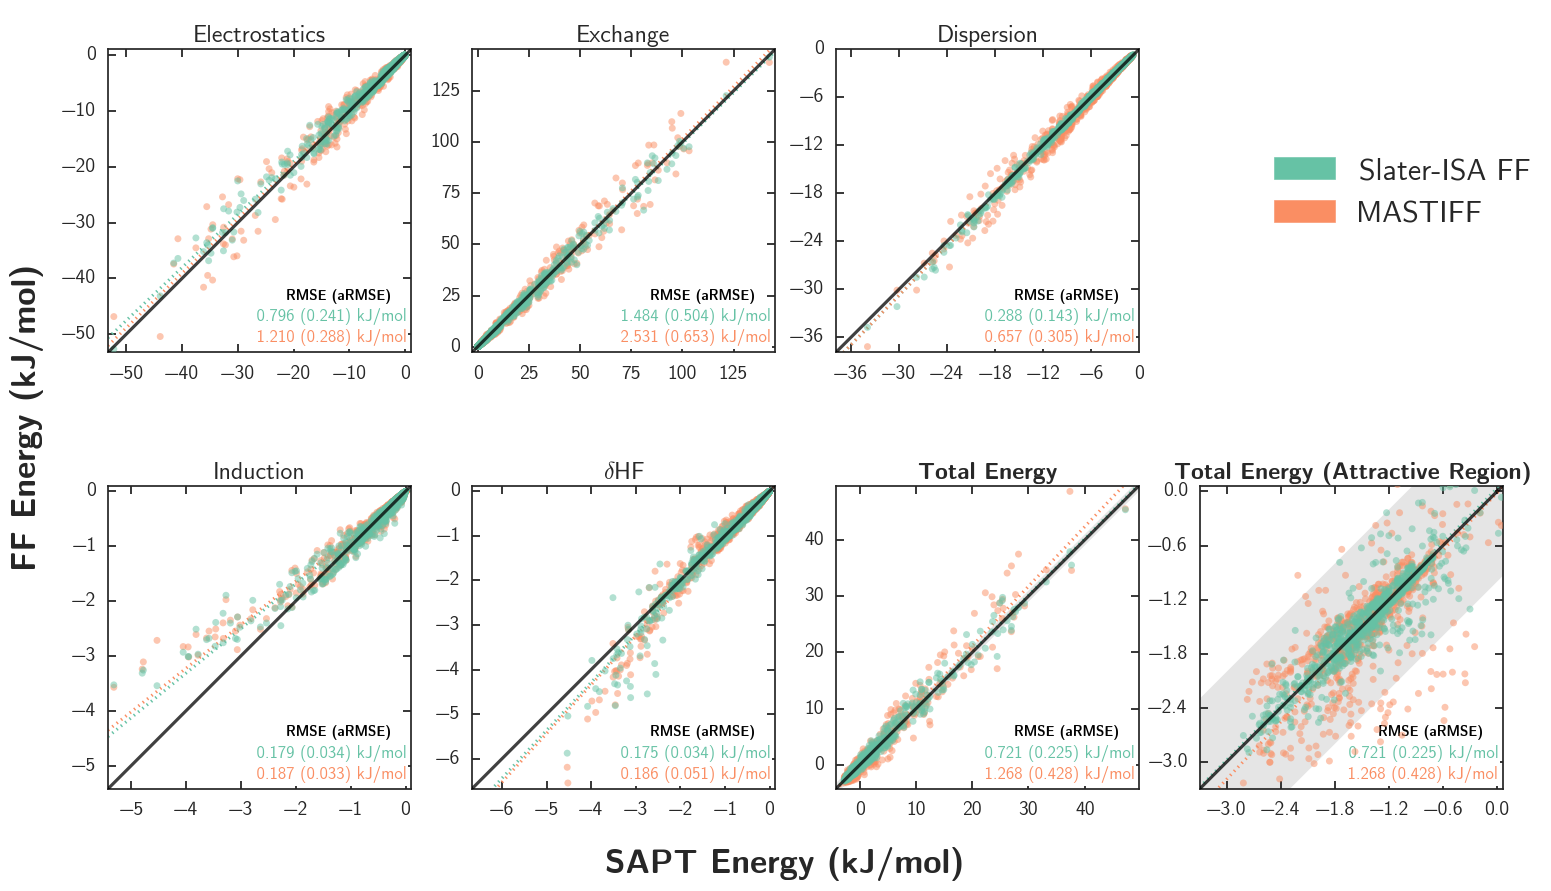 Electrostatics
0
−10
−20
−30
−40
−50
−50 −40 −30 −20 −10 0
RMSE (aRMSE)
0.796 (0.241) kJ/mol
1.210 (0.288) kJ/mol
Exchange
125
100
75
50
25
0
0 25 50 75 100 125
RMSE (aRMSE)
1.484 (0.504) kJ/mol
2.531 (0.653) kJ/mol
Dispersion
0
−6
−12
−18
−24
−30
−36
−36 −30 −24 −18 −12 −6 0
RMSE (aRMSE)
0.288 (0.143) kJ/mol
0.657 (0.305) kJ/mol
Slater-ISA FF
MASTIFF
FF Energy (kJ/mol)
Induction
0
−1
−2
−3
−4
−5
−5 −4 −3 −2 −1 0
RMSE (aRMSE)
0.179 (0.034) kJ/mol
0.187 (0.033) kJ/mol
δHF
0
−1
−2
−3
−4
−5
−6
−6 −5 −4 −3 −2 −1 0
RMSE (aRMSE)
0.175 (0.034) kJ/mol
0.186 (0.051) kJ/mol
Total Energy
40
30
20
10
0
0 10 20 30 40
RMSE (aRMSE)
0.721 (0.225) kJ/mol
1.268 (0.428) kJ/mol
Total Energy (Attractive Region)
0.0
−0.6
−1.2
−1.8
−2.4
−3.0
−3.0 −2.4 −1.8 −1.2 −0.6 0.0
RMSE (aRMSE)
0.721 (0.225) kJ/mol
1.268 (0.428) kJ/mol
SAPT Energy (kJ/mol)